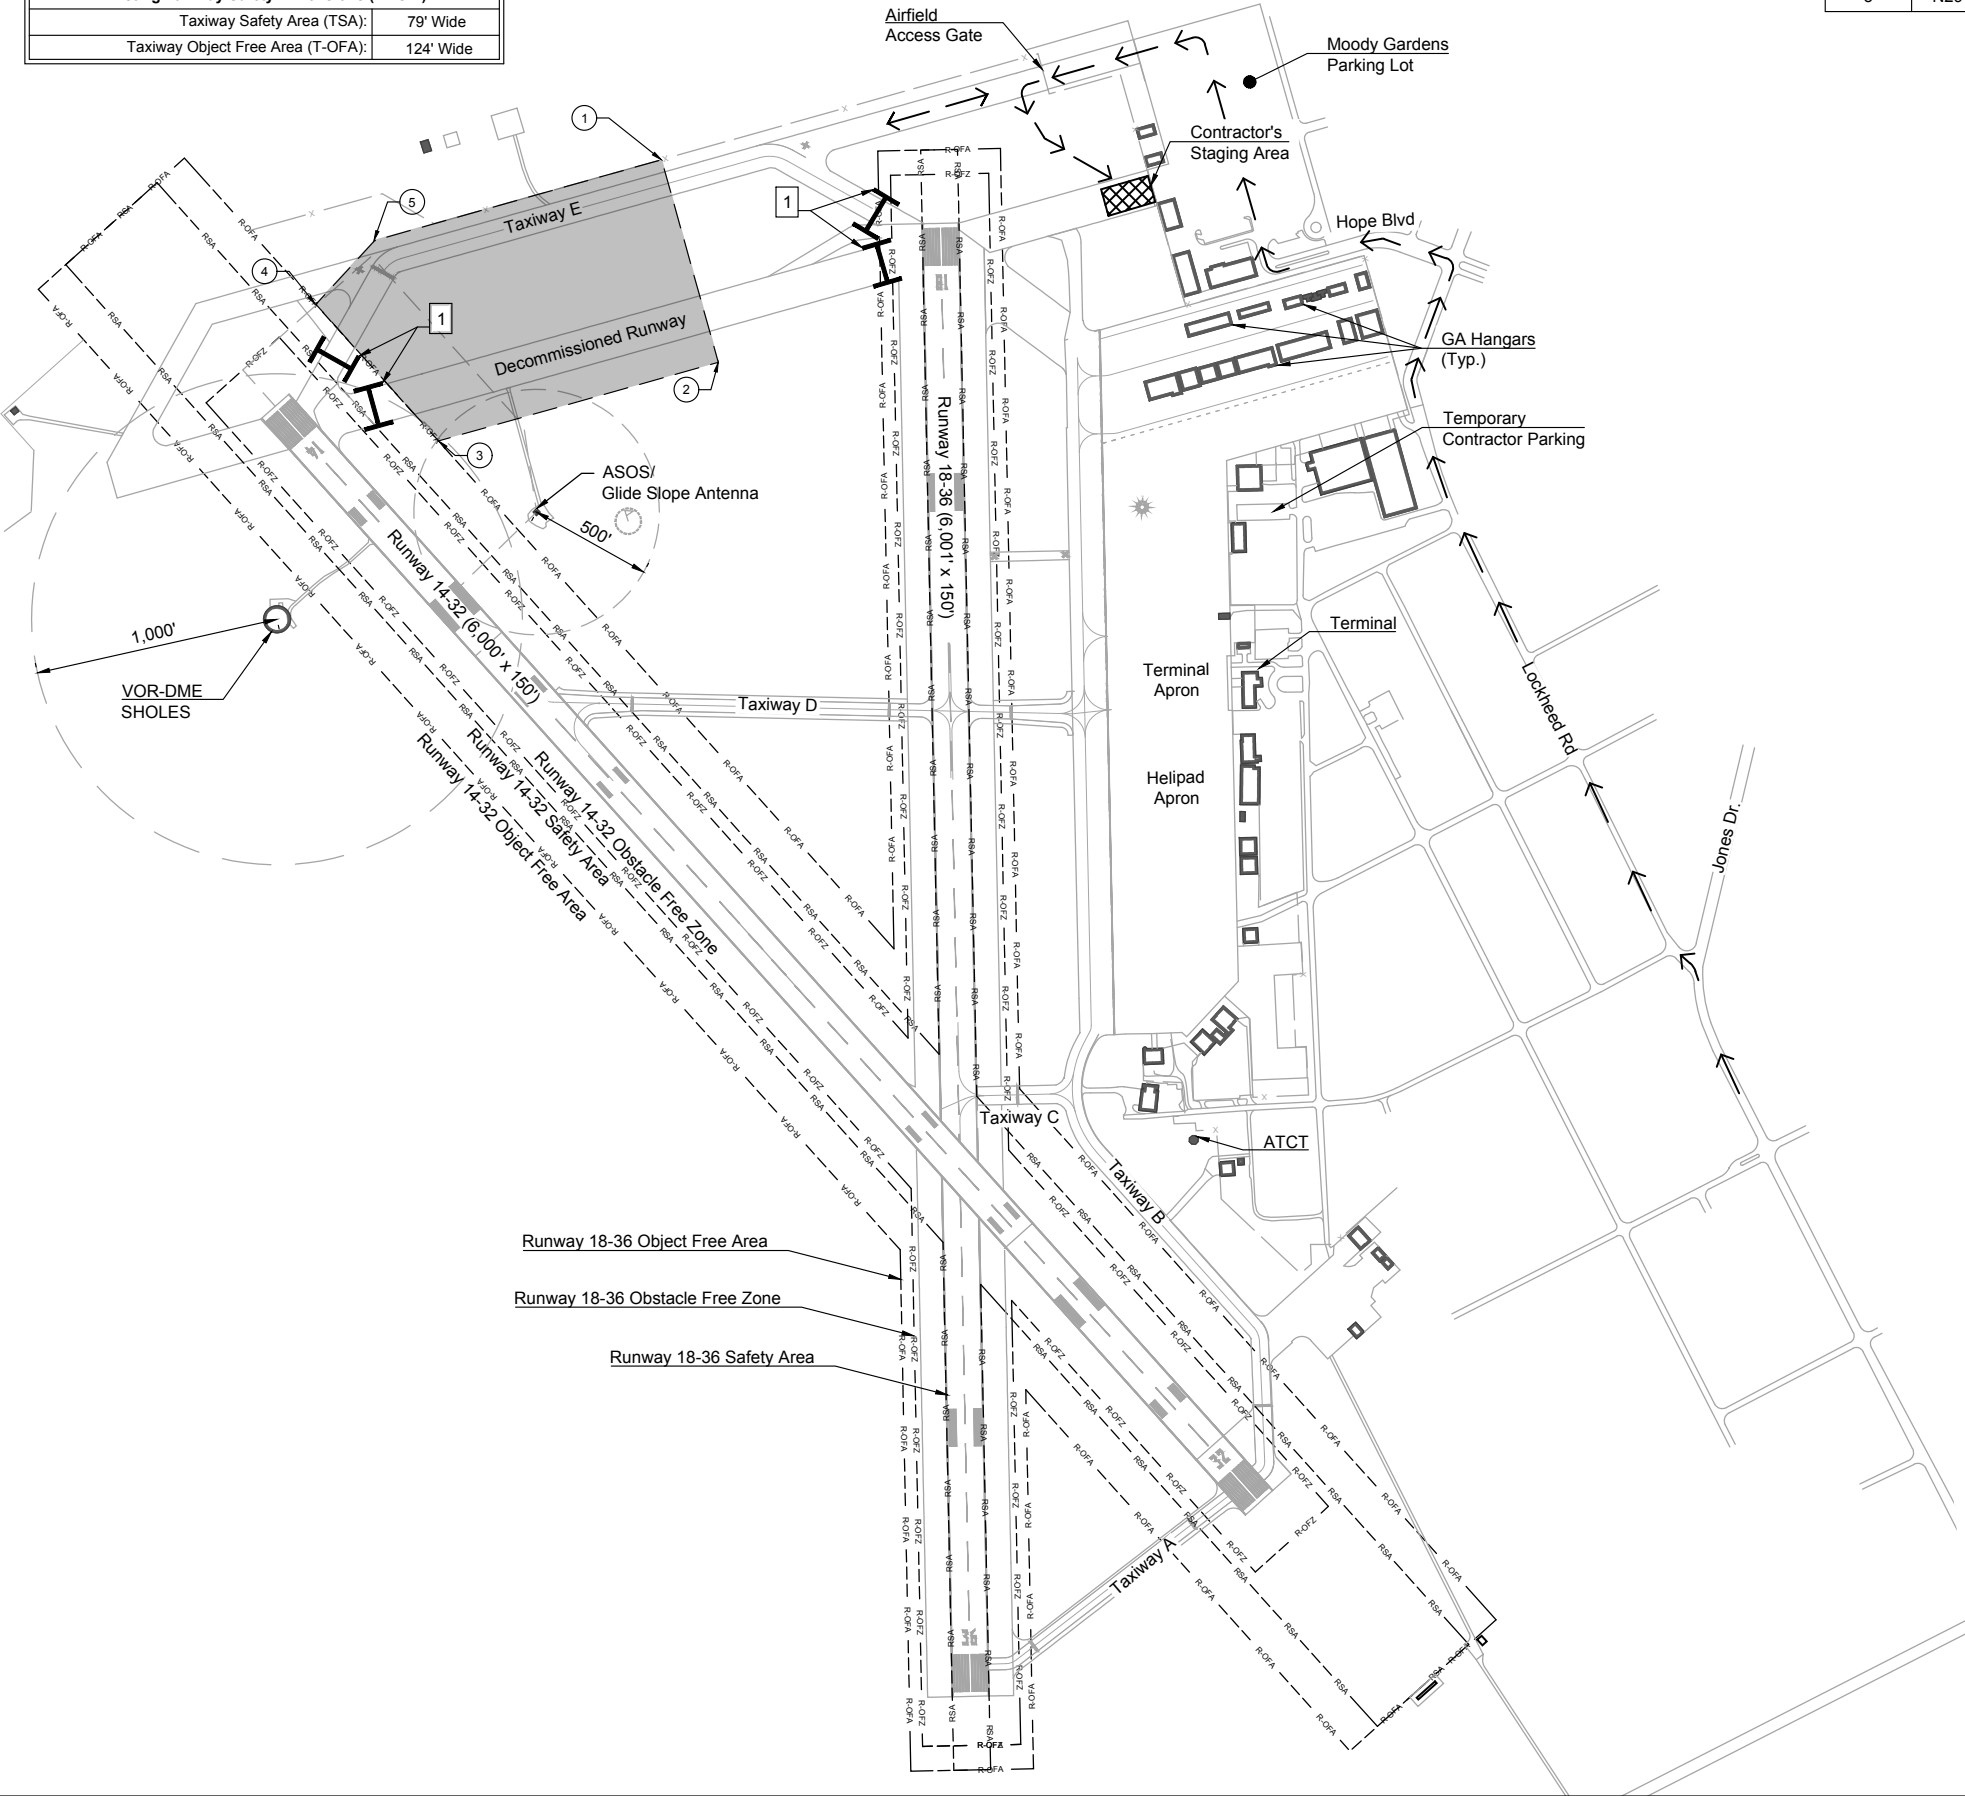 Taxiway Safety Area (TSA): 79' Wide
Taxiway Object Free Area (T-OFA): 124' Wide
Airfield
Access Gate
Moody Gardens
Parking Lot
Contractor's
Staging Area
Hope Blvd
GA Hangars
(Typ.)
Temporary
Contractor Parking
1
5
4
1
1
2
3
Taxiway E
Decommissioned Runway
ASOS/
Glide Slope Antenna
500'
1,000'
VOR-DME
SHOLES
14
Runway 14-32 (6,000' x 150')
Runway 18-36 (6,001' x 150')
Taxiway D
Terminal
Terminal
Apron
Helipad
Apron
Lockheed Rd
Jones Dr.
Runway 14-32 Obstacle Free Zone
Runway 14-32 Safety Area
Runway 14-32 Object Free Area
Taxiway C
ATCT
Taxiway B
Runway 18-36 Object Free Area
Runway 18-36 Obstacle Free Zone
Runway 18-36 Safety Area
32
36
Taxiway A
R-OFA
R-OFZ
RSA